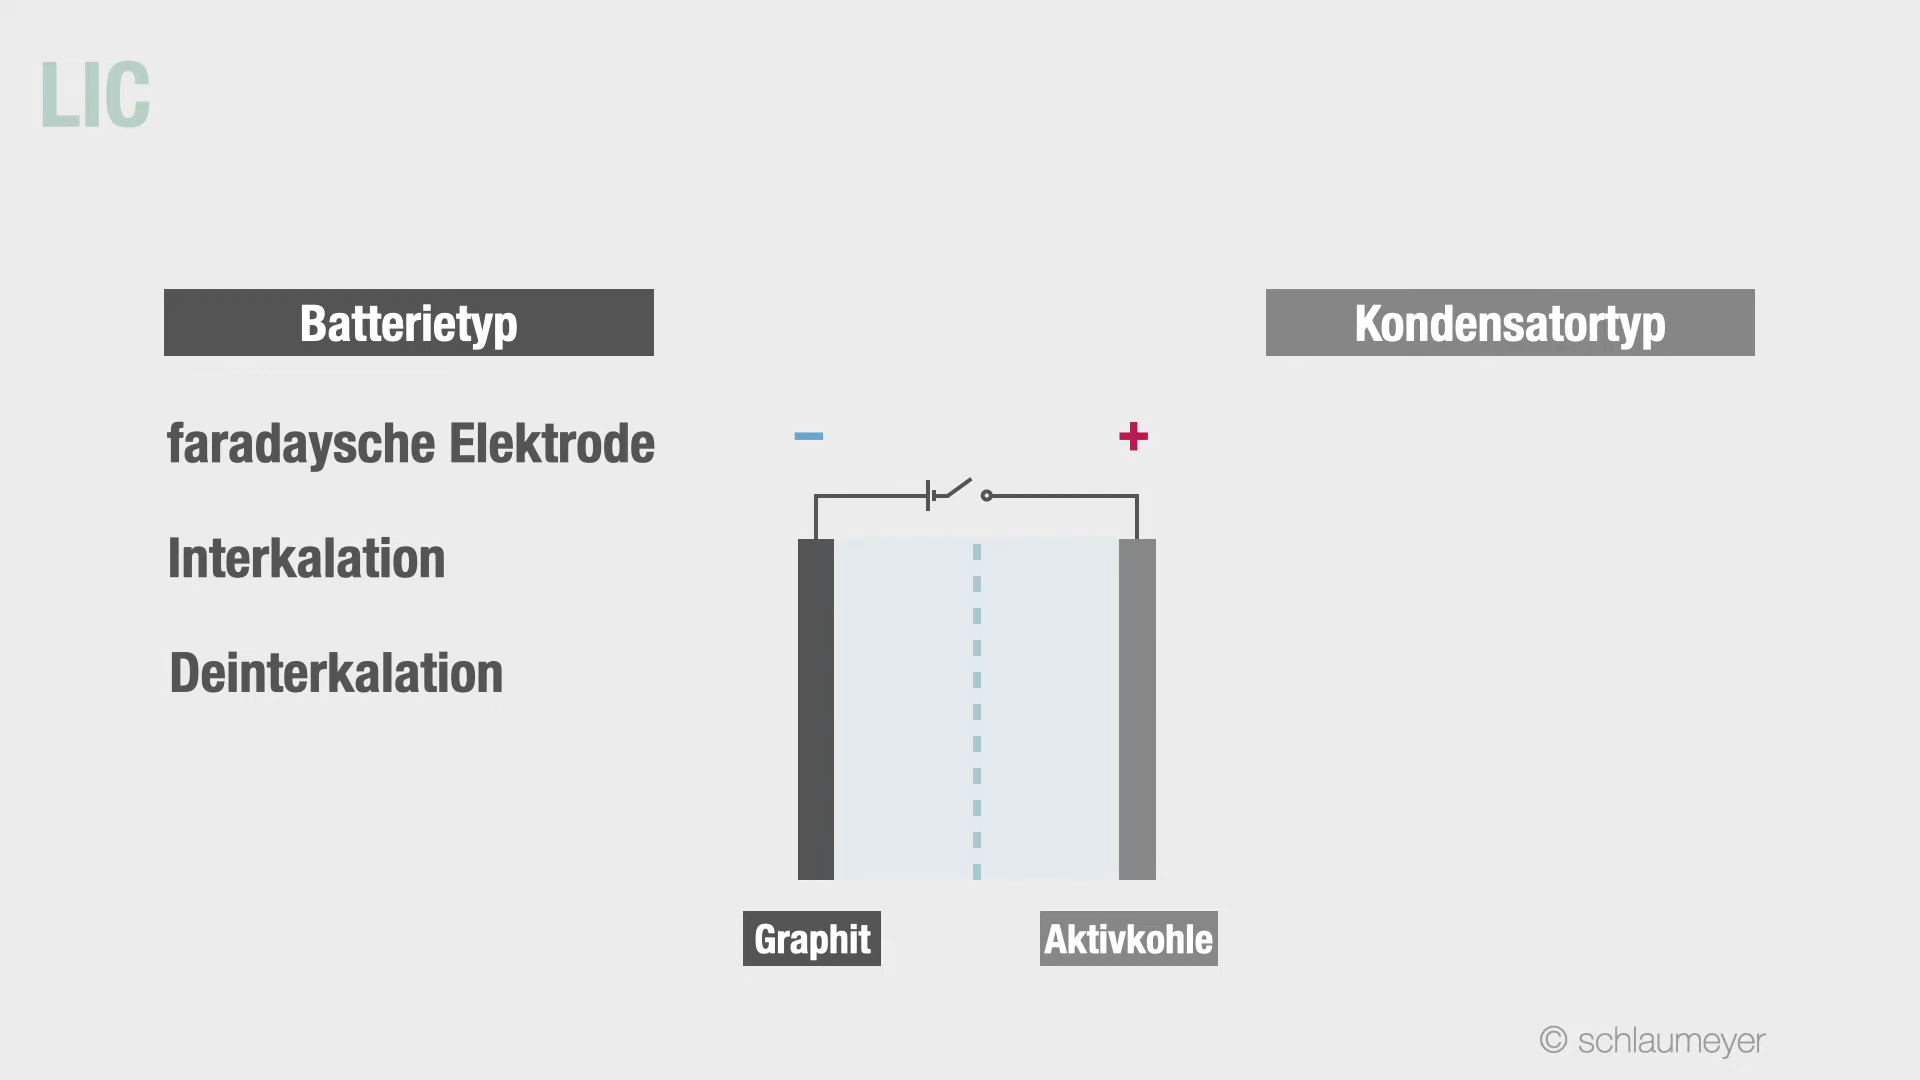 LIC
Batterietyp
Kondensatortyp
faradaysche Elektrode
Interkalation
Deinterkalation
− +
Graphit
Aktivkohle
© schlaumeyer